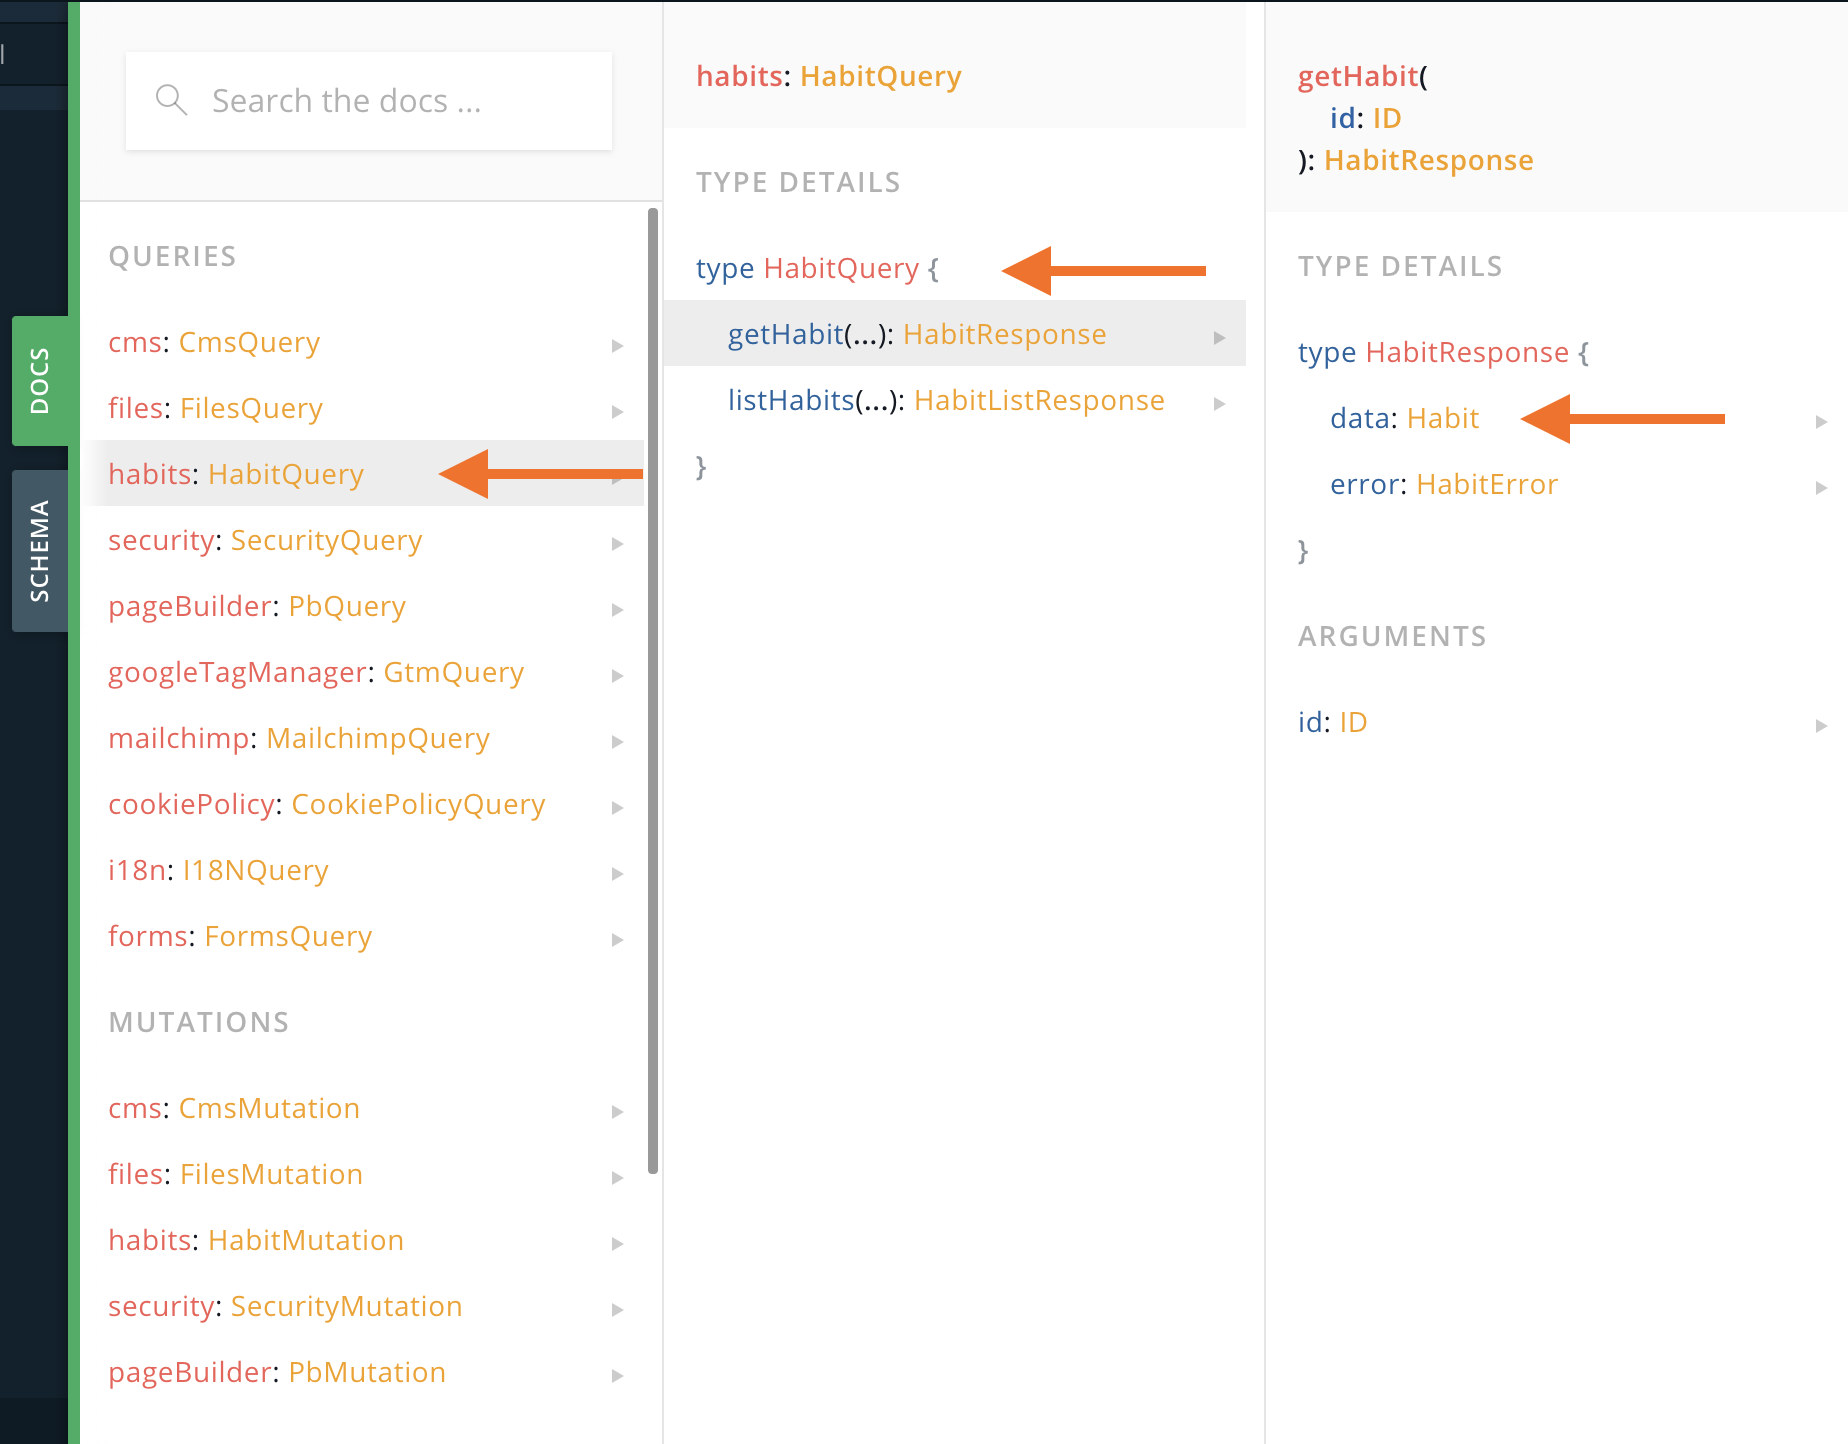 DOCS
SCHEMA
Search the docs ...
QUERIES
cms: CmsQuery
files: FilesQuery
habits: HabitQuery
security: SecurityQuery
pageBuilder: PbQuery
googleTagManager: GtmQuery
mailchimp: MailchimpQuery
cookiePolicy: CookiePolicyQuery
i18n: I18NQuery
forms: FormsQuery
MUTATIONS
cms: CmsMutation
files: FilesMutation
habits: HabitMutation
security: SecurityMutation
pageBuilder: PbMutation
habits: HabitQuery
TYPE DETAILS
type HabitQuery {
getHabit(...): HabitResponse
listHabits(...): HabitListResponse
}
getHabit(
id: ID
): HabitResponse
TYPE DETAILS
type HabitResponse {
data: Habit
error: HabitError
}
ARGUMENTS
id: ID